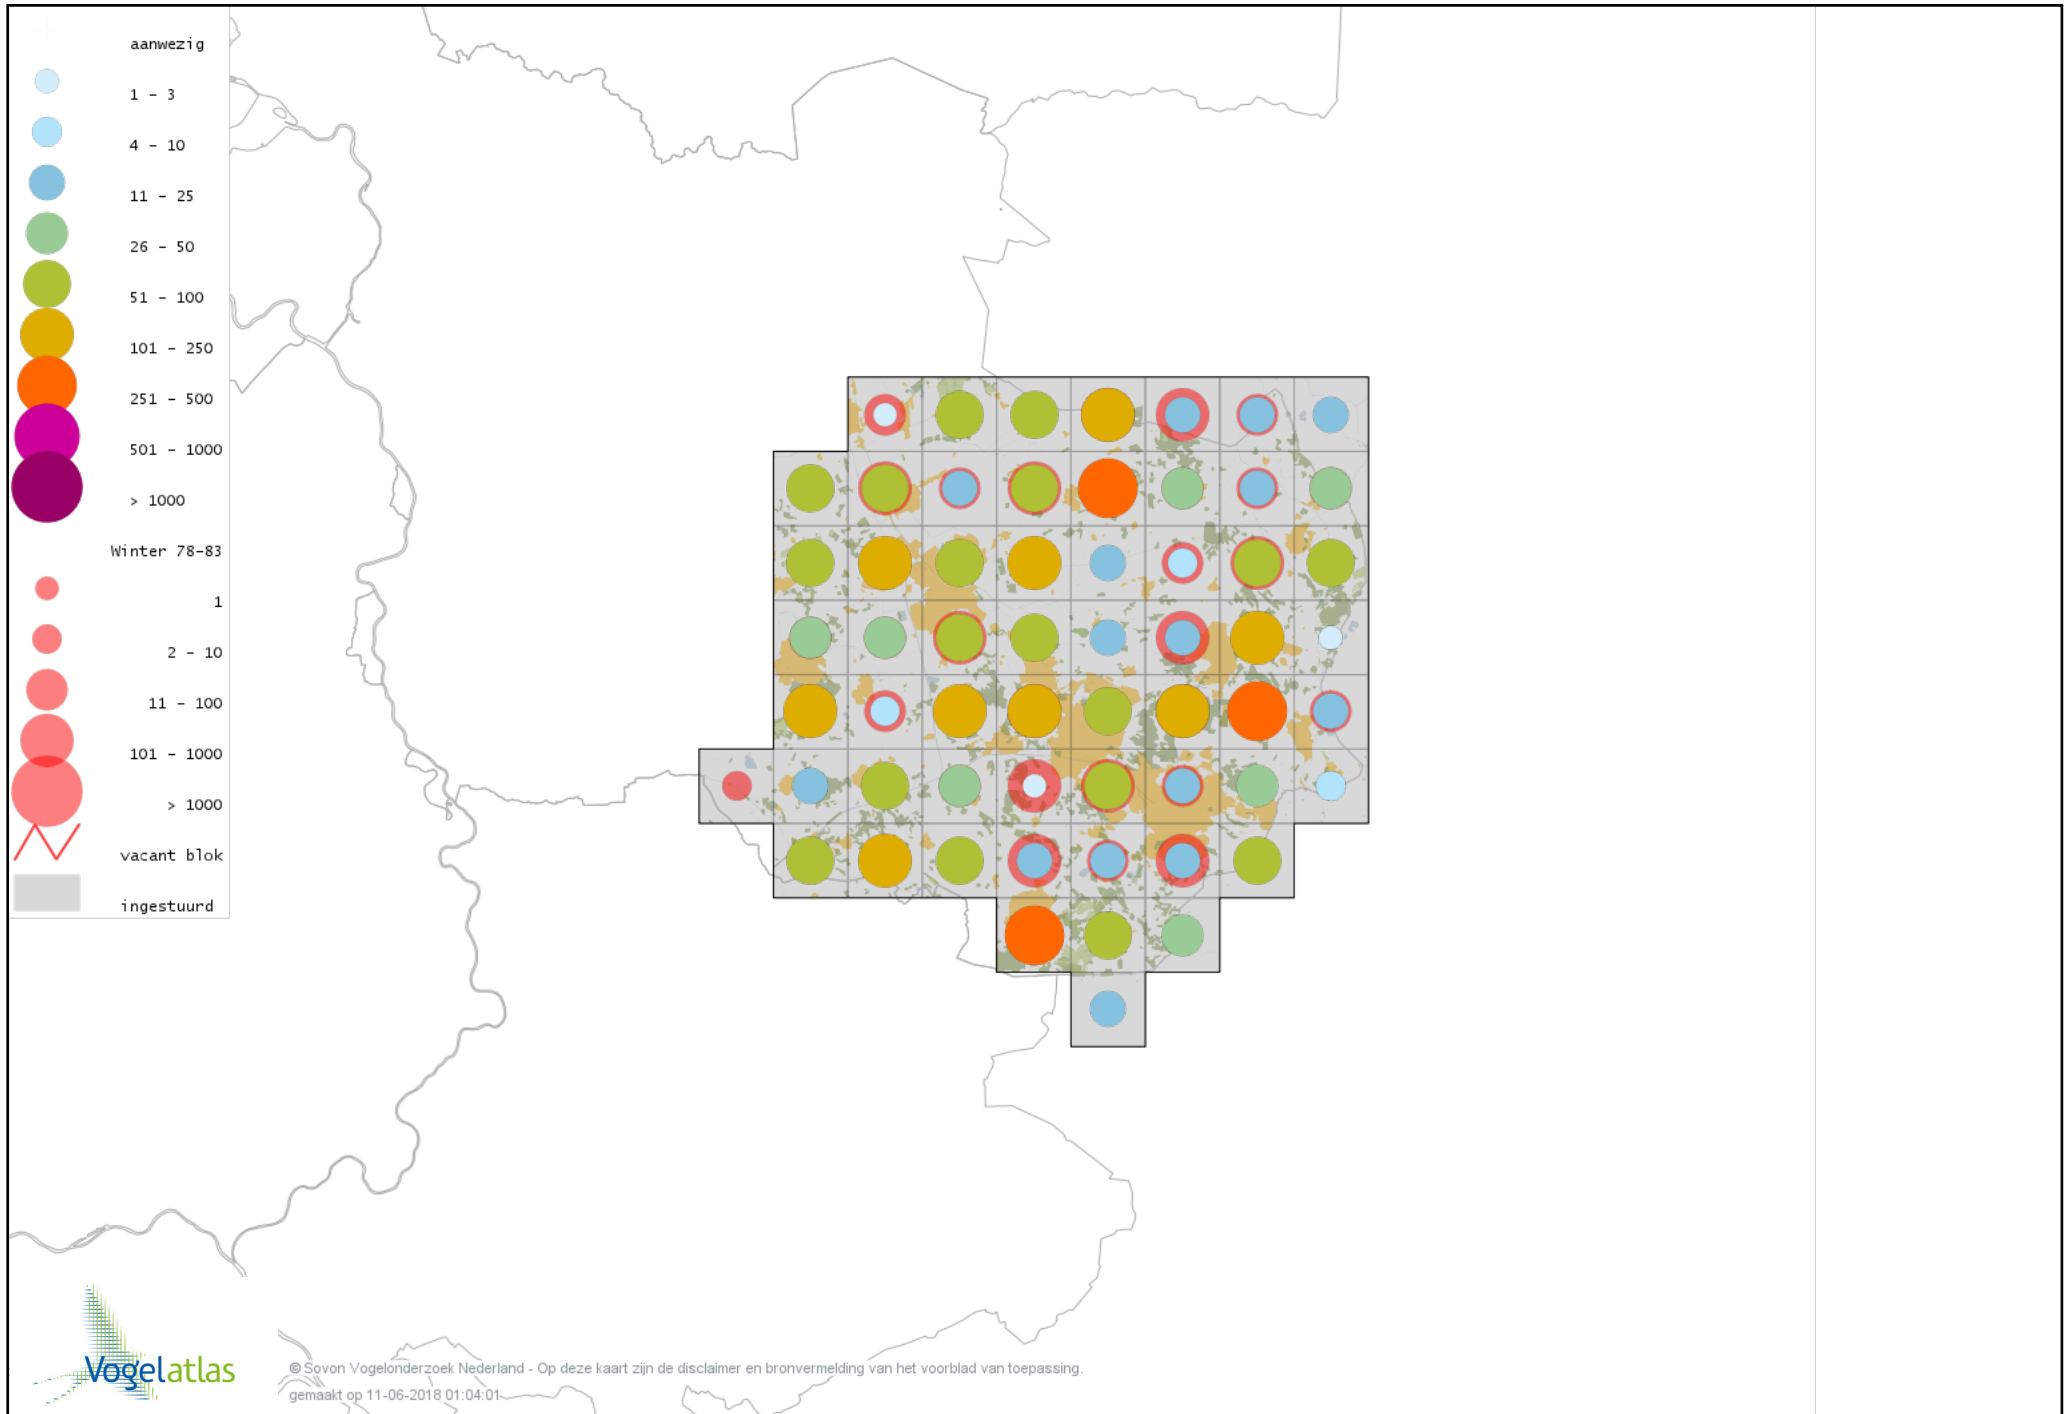 aanwezig
1 - 3
4 - 10
11 - 25
26 - 50
51 - 100
101 - 250
251 - 500
501 - 1000
> 1000
Winter 78-83
1
2 - 10
11 - 100
101 - 1000
> 1000
vacant blok
ingestuurd
Vogelatlas
© Sovon Vogelonderzoek Nederland - Op deze kaart zijn de disclaimer en bronvermelding van het voorblad van toepassing.
gemaakt op 11-06-2018 01:04:01